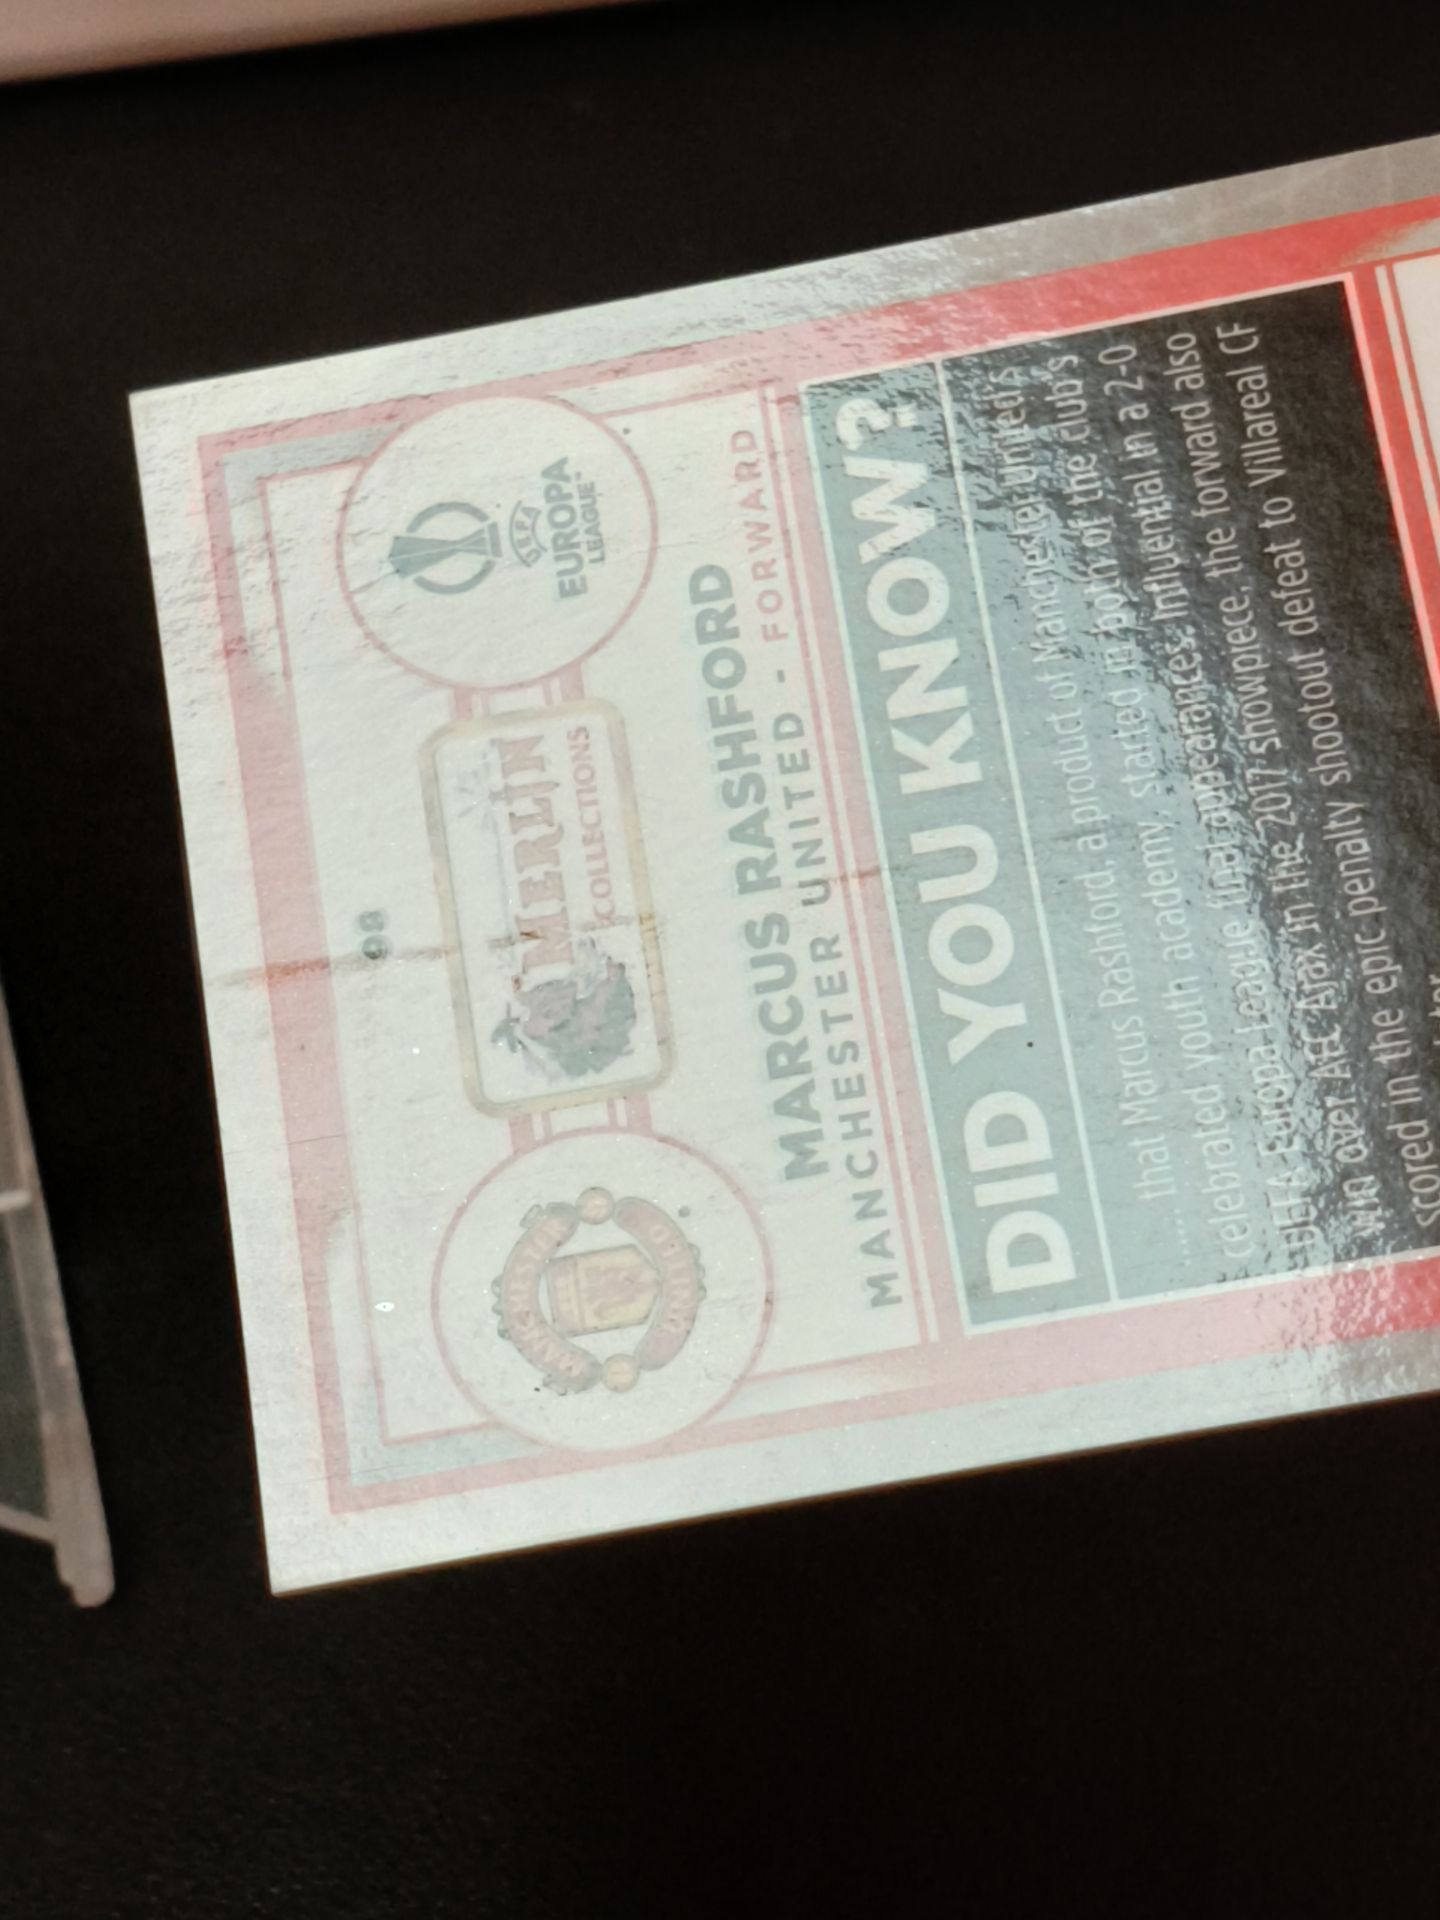 98
MANCHESTER
UNITED
MERLIN
COLLECTIONS
UEFA
EUROPA
LEAGUE™
MARCUS RASHFORD
MANCHESTER UNITED - FORWARD
DID YOU KNOW?
that Marcus Rashford, a product of Manchester United's
celebrated youth academy, started in both of the club's
UEFA Europa League final appearances. Influential in a 2-0
win over AFC Ajax in the 2017 showpiece, the forward also
scored in the epic penalty shootout defeat to Villareal CF